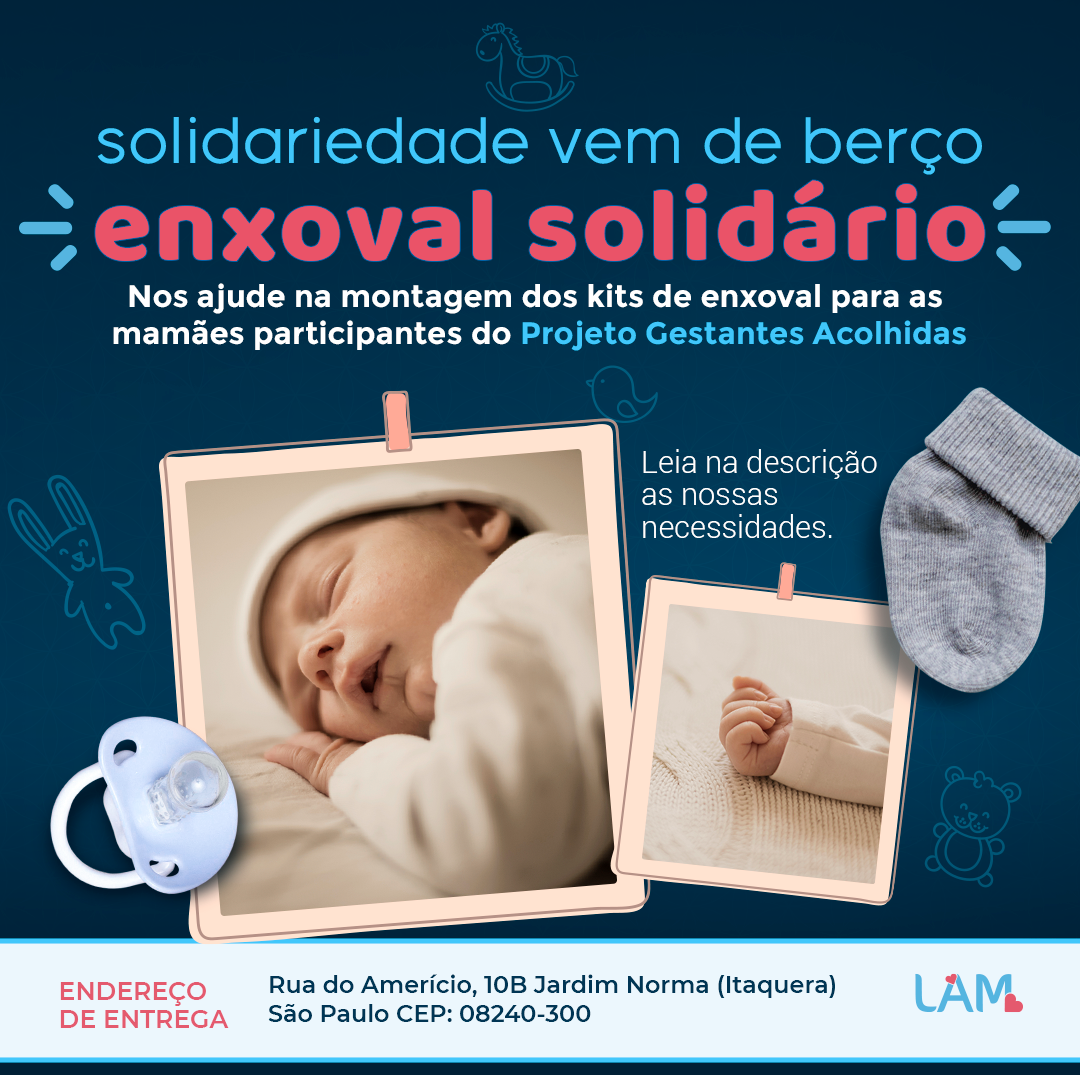 solidariedade vem de berço
enxoval solidário
Nos ajude na montagem dos kits de enxoval para as
mamães participantes do Projeto Gestantes Acolhidas
Leia na descrição
as nossas
necessidades.
ENDEREÇO
DE ENTREGA
Rua do Amerício, 10B Jardim Norma (Itaquera)
São Paulo CEP: 08240-300
LAM